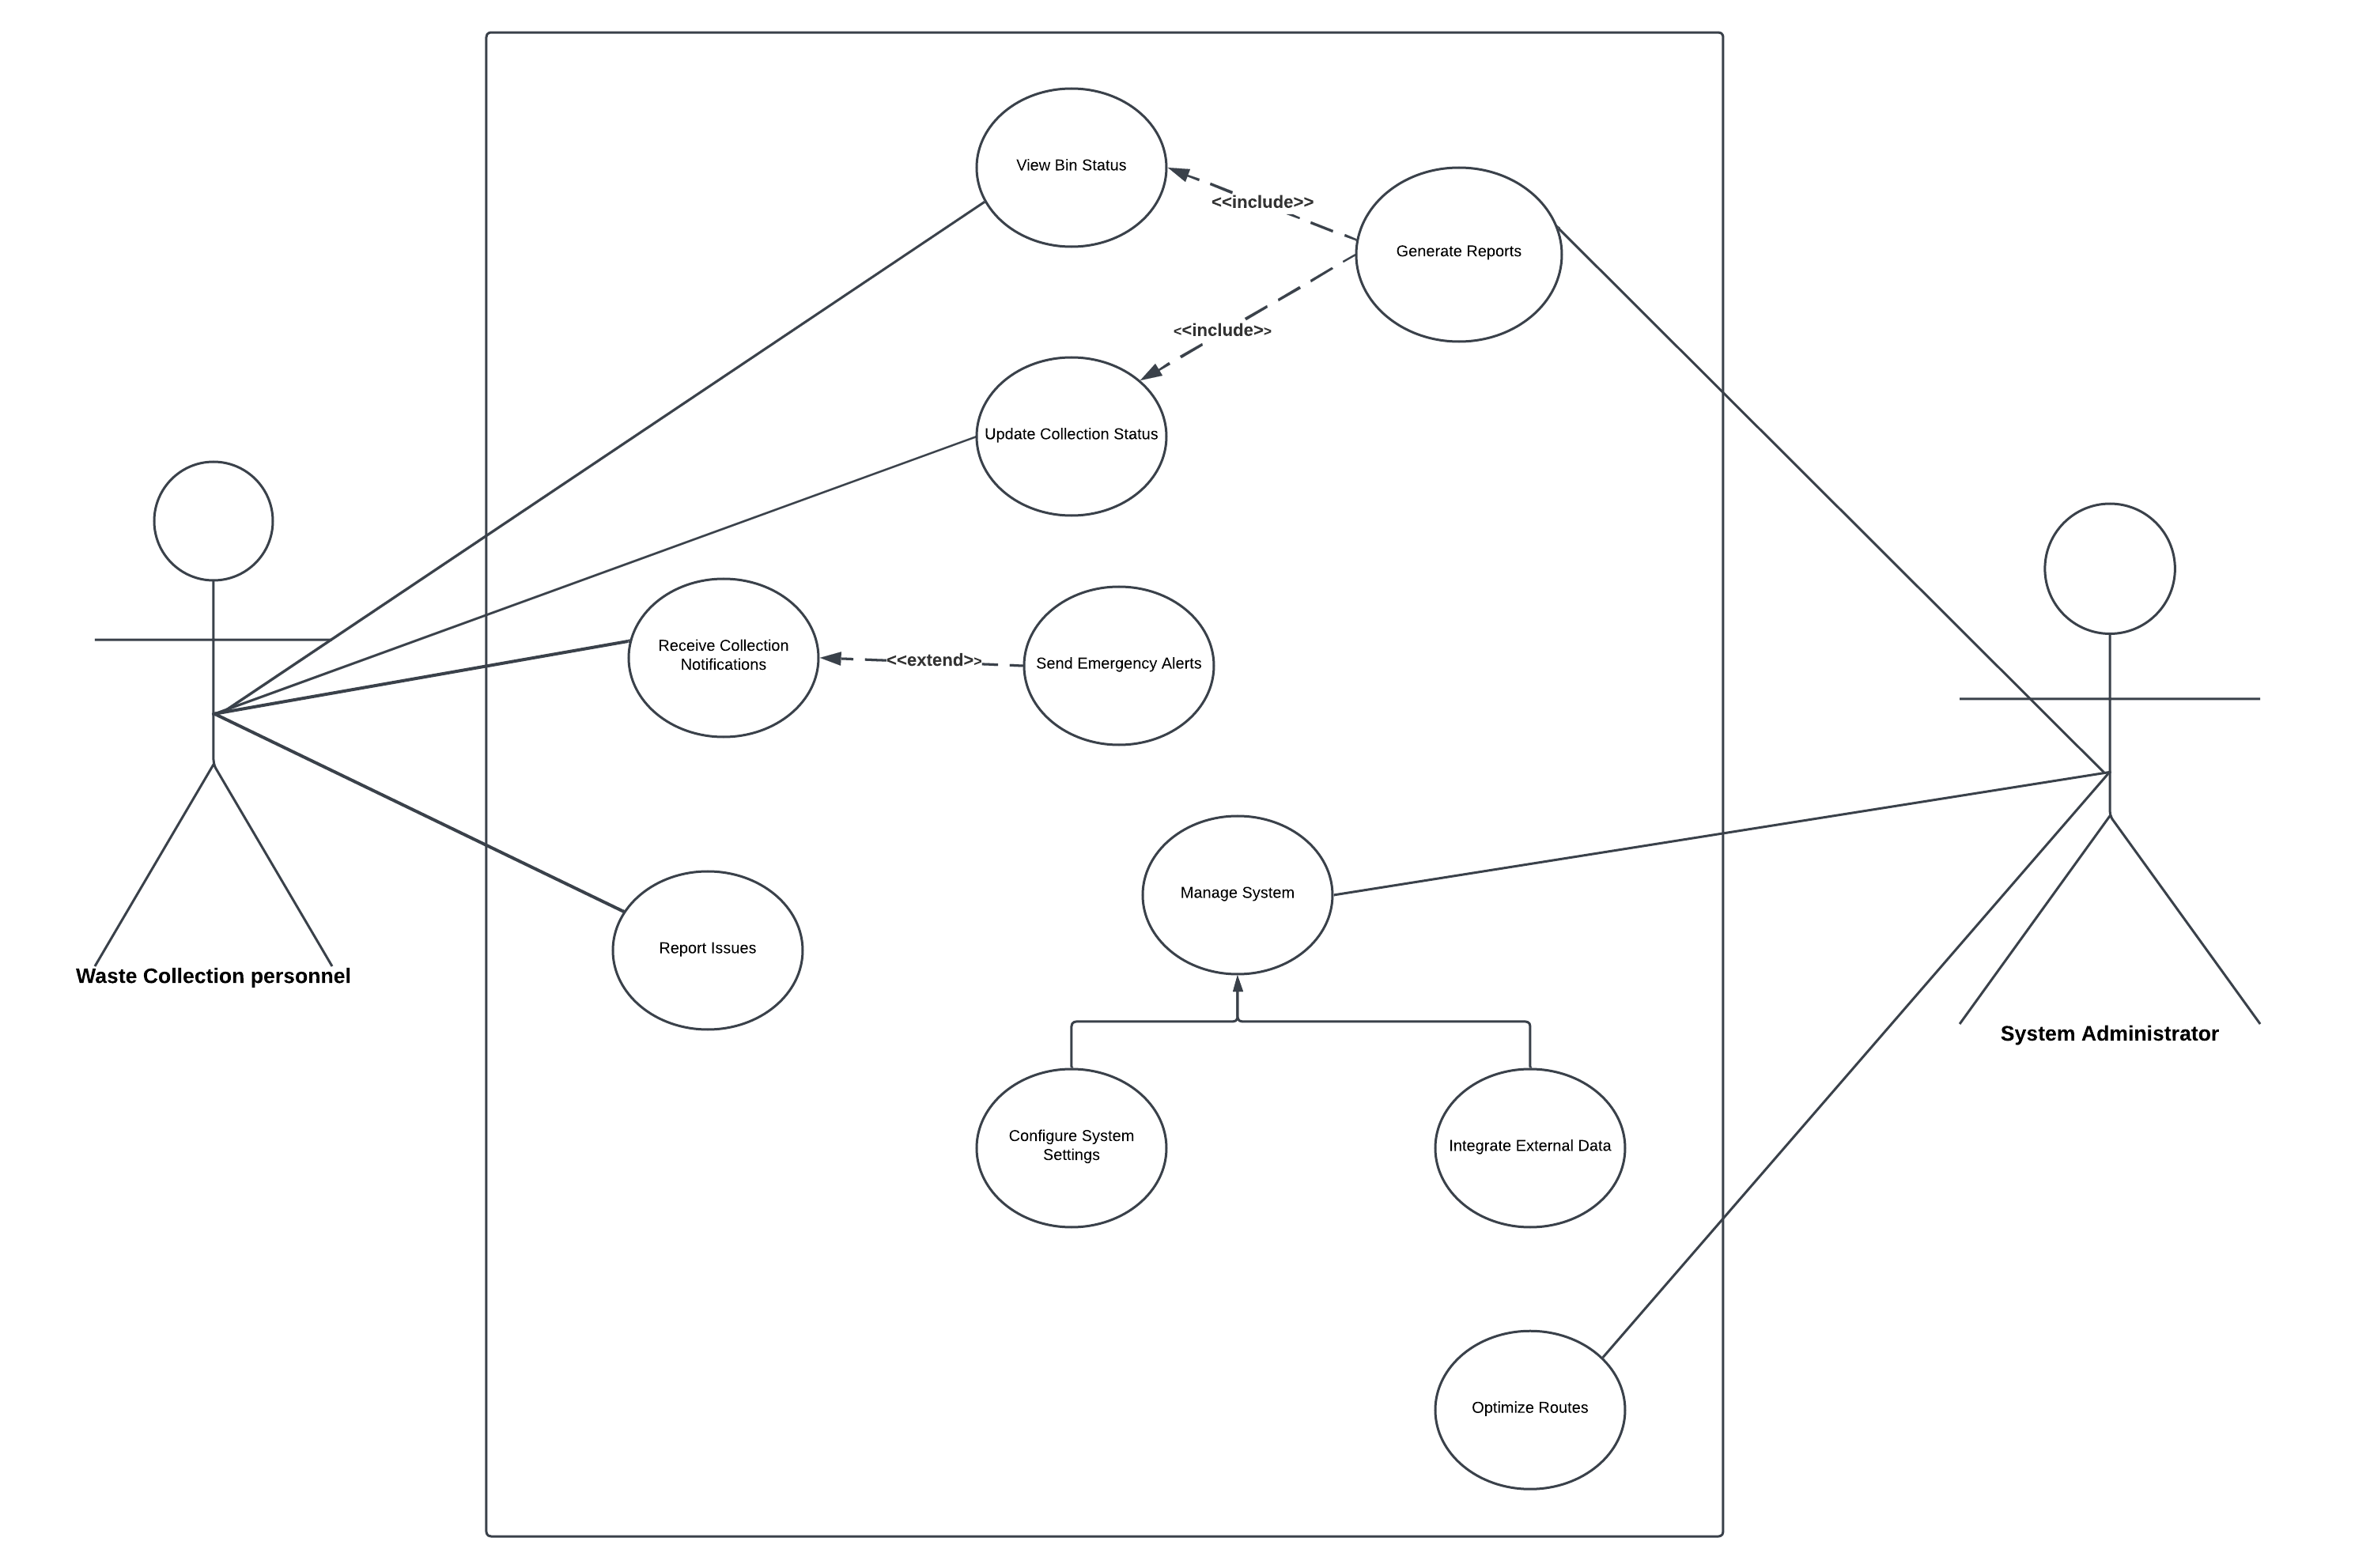 View Bin Status
<<include>>
Generate Reports
<<include>>
Update Collection Status
Receive Collection
Notifications
<<extend>>
Send Emergency Alerts
Manage System
Report Issues
Waste Collection personnel
System Administrator
Configure System
Settings
Integrate External Data
Optimize Routes